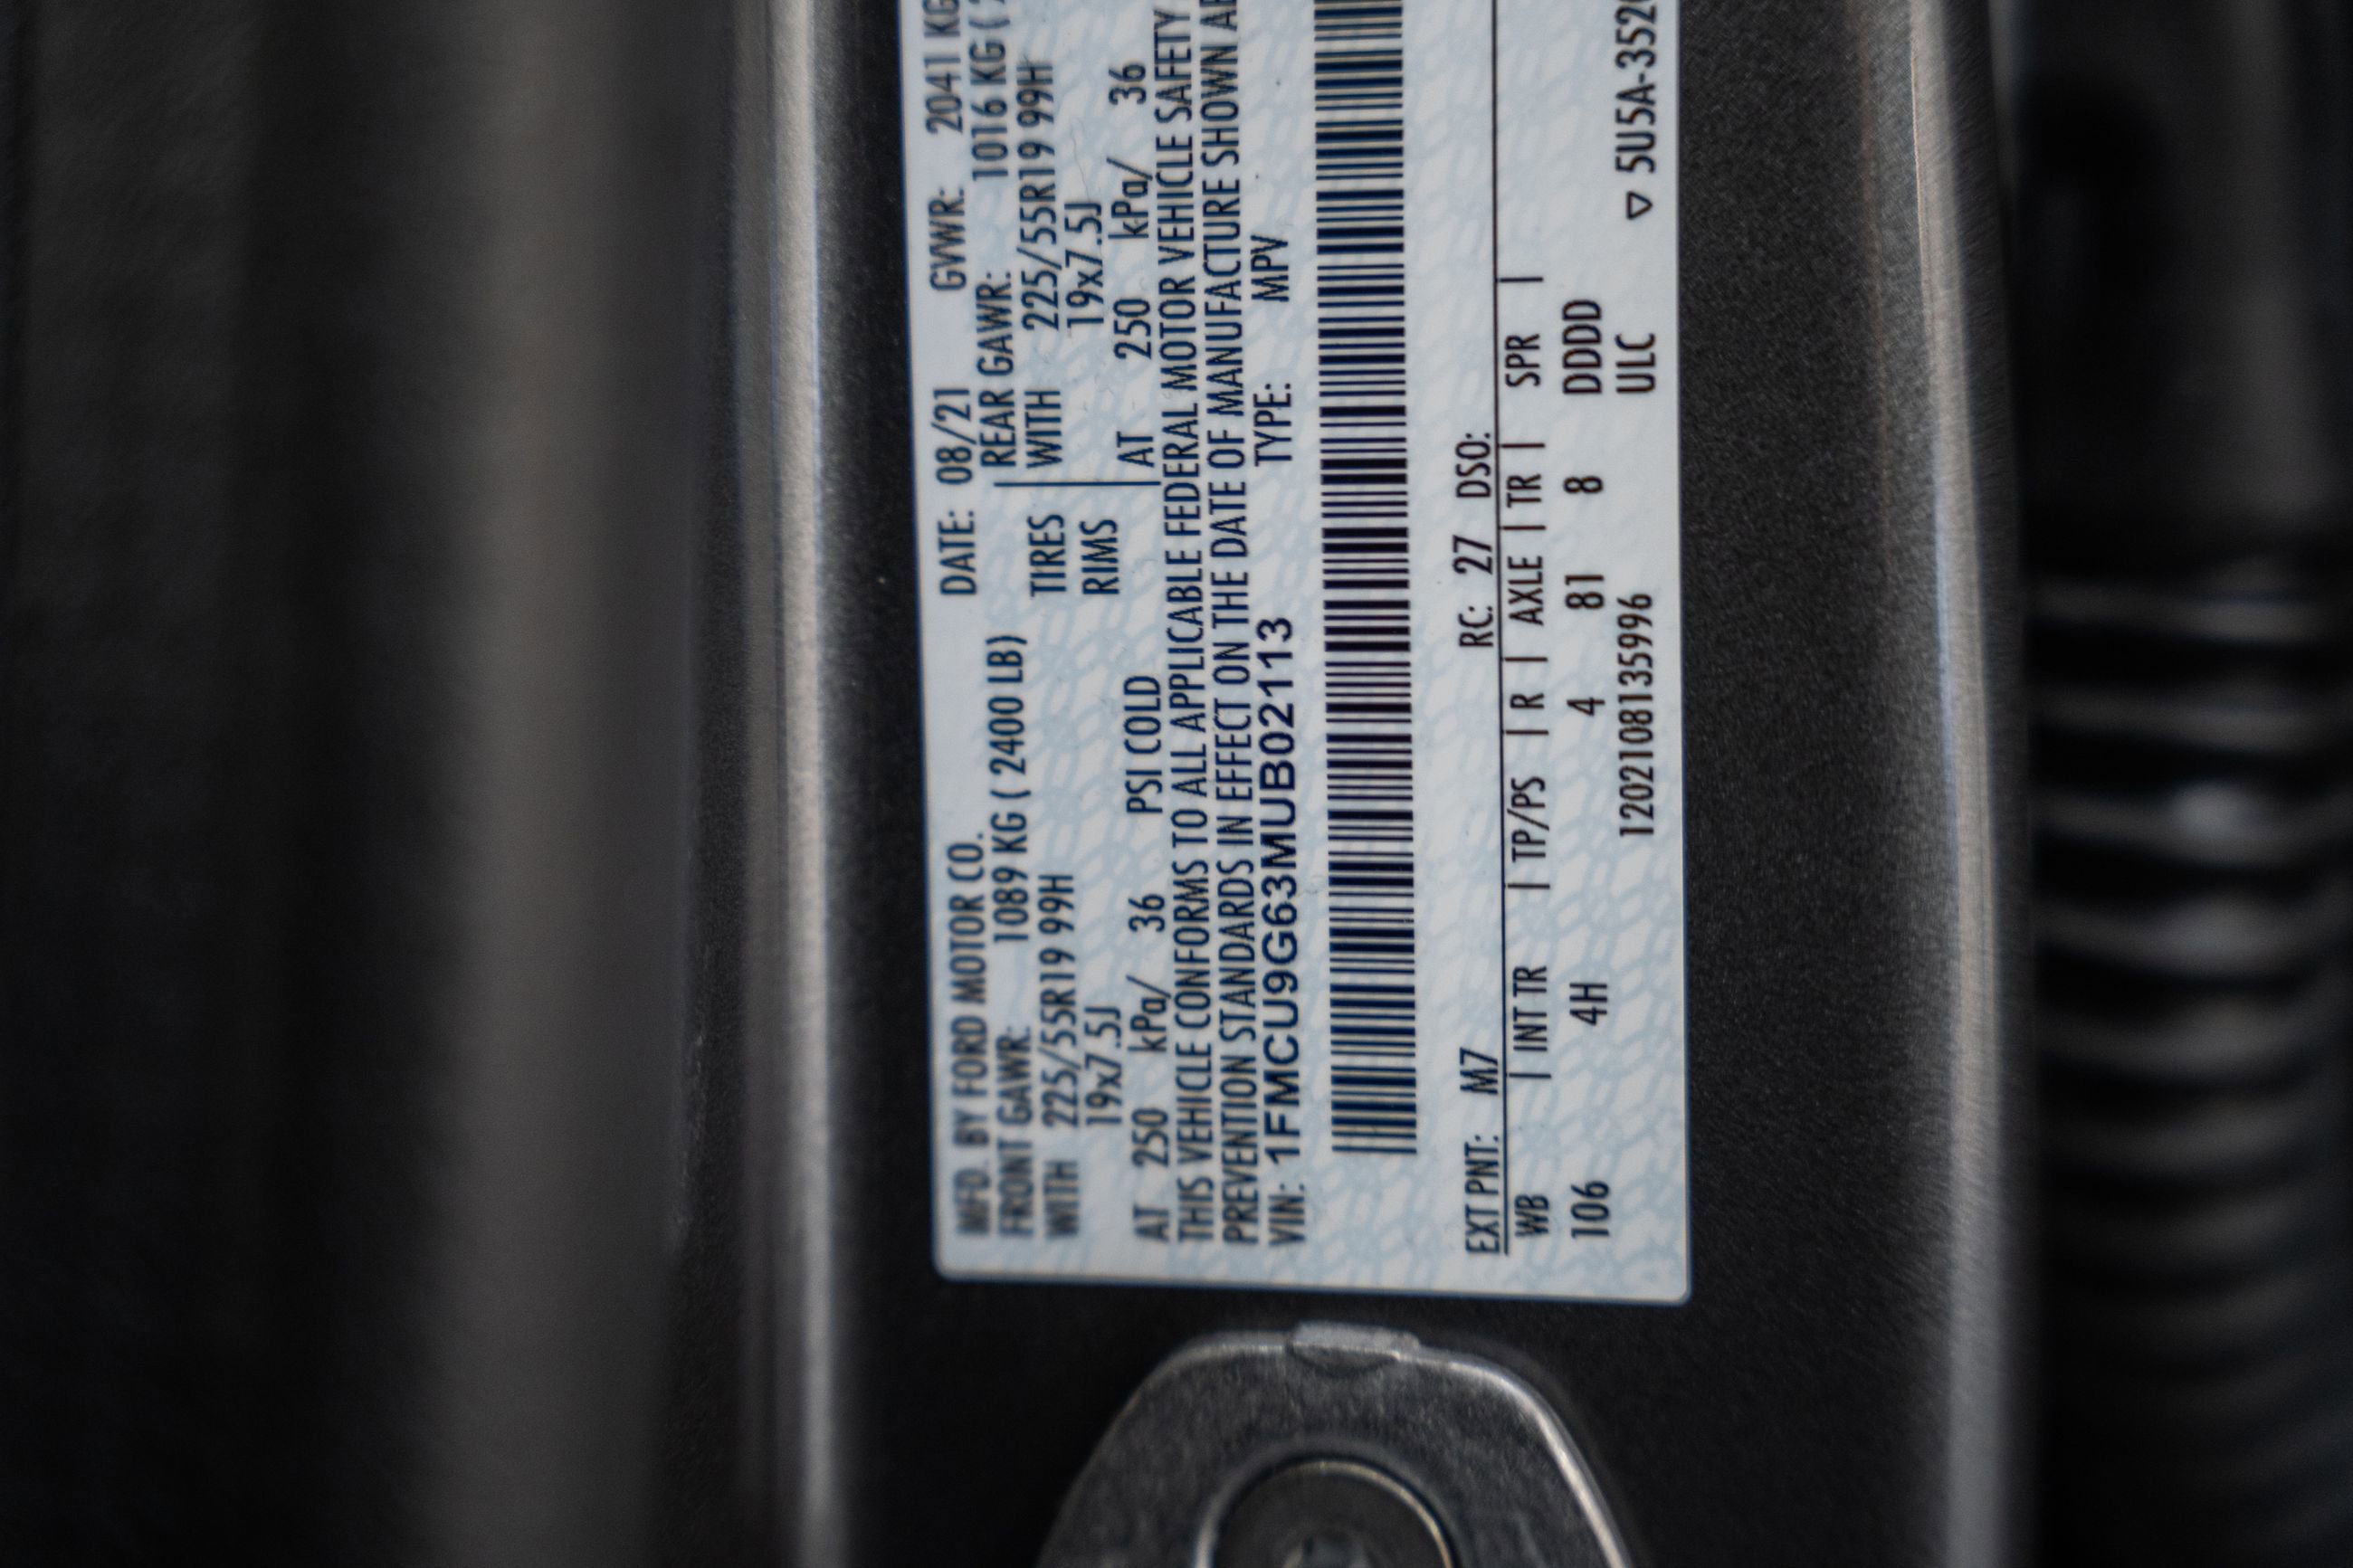 MFD. BY FORD MOTOR CO. DATE: 08/21 GVWR: 2041 KG
FRONT GAWR: 1089 KG ( 2400 LB) REAR GAWR: 1016 KG (
WITH 225/55R19 99H TIRES WITH 225/55R19 99H
19x7.5J RIMS 19x7.5J
AT 250 kPa/ 36 PSI COLD AT 250 kPa/ 36
THIS VEHICLE CONFORMS TO ALL APPLICABLE FEDERAL MOTOR VEHICLE SAFETY
PREVENTION STANDARDS IN EFFECT ON THE DATE OF MANUFACTURE SHOWN
VIN: 1FMCU9G63MUB02113 TYPE: MPV
EXT PNT: M7 RC: 27 DSO:
WB | INT TR | TP/PS | R | AXLE | TR | SPR |
106 4H 4 81 8 DDDD
1202108135996 ULC ▽ 5U5A-352